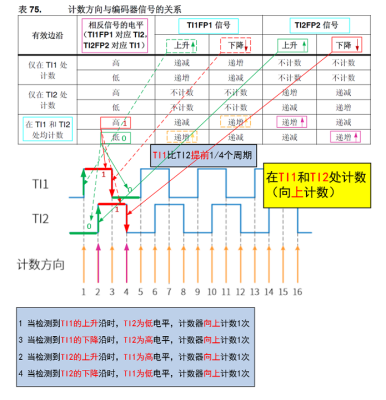 表 75. 计数方向与编码器信号的关系
有效边沿 相反信号的电平（TI1FP1 对应 TI2，TI2FP2 对应 TI1） TI1FP1 信号 TI2FP2 信号
上升 下降 上升 下降
仅在 TI1 处计数 高 递减 递增 不计数 不计数
低 递增 递减 不计数 不计数
仅在 TI2 处计数 高 不计数 不计数 递增 递减
低 不计数 不计数 递减 递增
在 TI1 和 TI2 处均计数 高 1 递减 递增 递增 递减
低 0 递增 递减 递减 递增
TI1比TI2提前1/4个周期
在TI1和TI2处计数
（向上计数）
TI1 1 0
TI2 1 0
1 2 3 4 5 6 7 8 9 10 11 12 13 14 15 16
计数方向
1 当检测到TI1的上升沿时，TI2为低电平，计数器向上计数1次
3 当检测到TI1的下降沿时，TI2为高电平，计数器向上计数1次
2 当检测到TI2的上升沿时，TI1为高电平，计数器向上计数1次
4 当检测到TI2的下降沿时，TI1为低电平，计数器向上计数1次